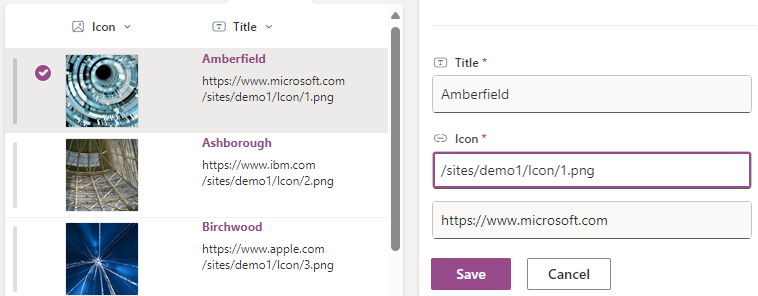 Icon Title
Amberfield
https://www.microsoft.com
/sites/demo1/Icon/1.png
Ashborough
https://www.ibm.com
/sites/demo1/Icon/2.png
Birchwood
https://www.apple.com
/sites/demo1/Icon/3.png
Title *
Amberfield
Icon *
/sites/demo1/Icon/1.png
https://www.microsoft.com
Save Cancel